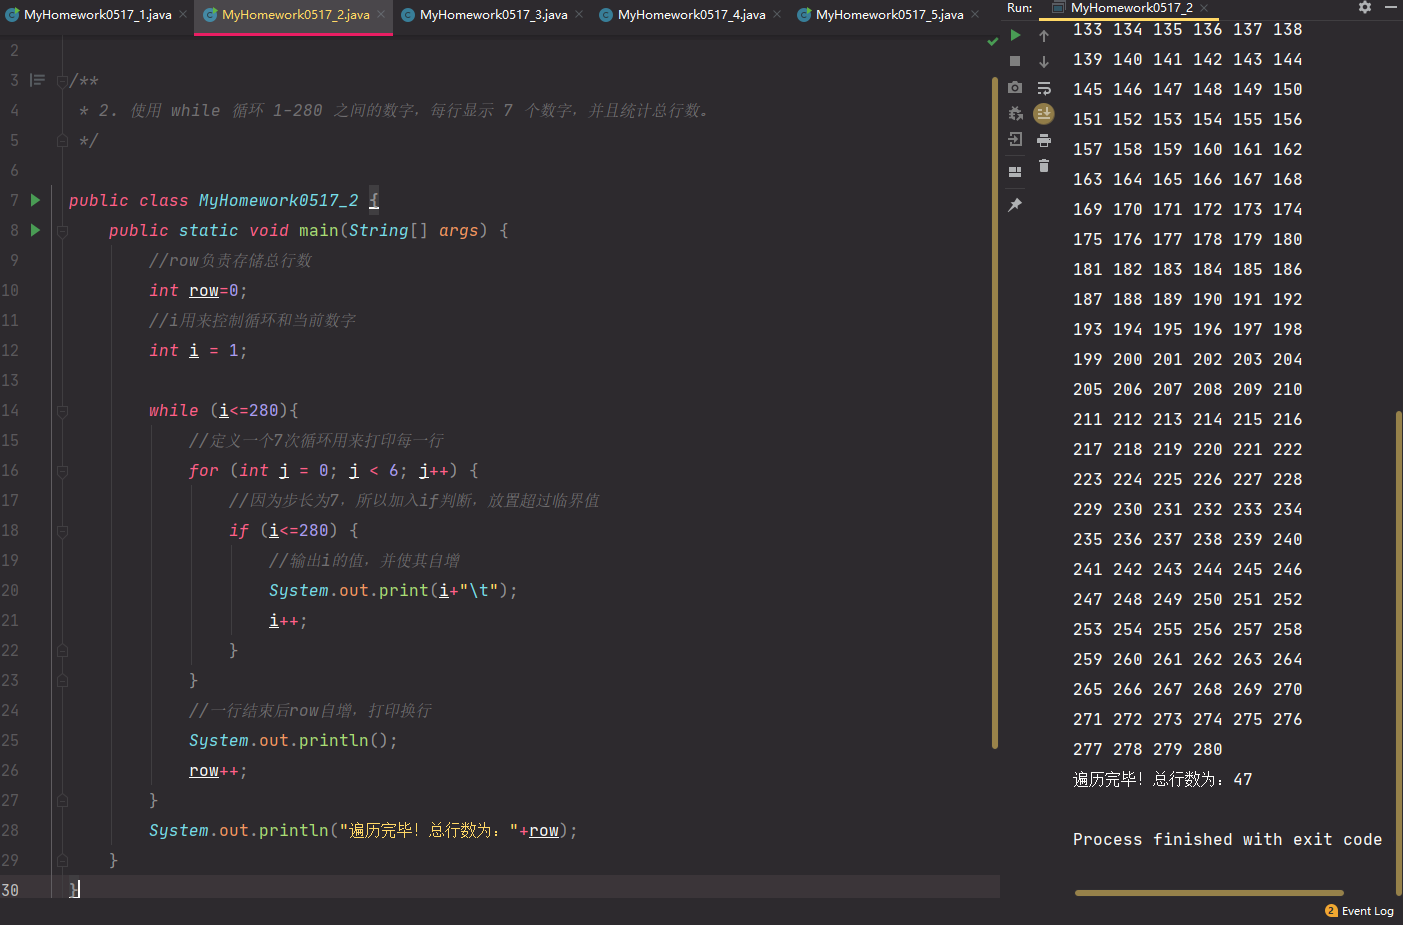 MyHomework0517_1.java MyHomework0517_2.java MyHomework0517_3.java MyHomework0517_4.java MyHomework0517_5.java
2
3 /**
4 * 2. 使用 while 循环 1-280 之间的数字，每行显示 7 个数字，并且统计总行数。
5 */
6
7 public class MyHomework0517_2 {
8 public static void main(String[] args) {
9 //row负责存储总行数
10 int row=0;
11 //i用来控制循环和当前数字
12 int i = 1;
13
14 while (i<=280){
15 //定义一个7次循环用来打印每一行
16 for (int j = 0; j < 6; j++) {
17 //因为步长为7，所以加入if判断，放置超过临界值
18 if (i<=280) {
19 //输出i的值，并使其自增
20 System.out.print(i+"\t");
21 i++;
22 }
23 }
24 //一行结束后row自增，打印换行
25 System.out.println();
26 row++;
27 }
28 System.out.println("遍历完毕！总行数为："+row);
29 }
30 }
Run: MyHomework0517_2
133 134 135 136 137 138
139 140 141 142 143 144
145 146 147 148 149 150
151 152 153 154 155 156
157 158 159 160 161 162
163 164 165 166 167 168
169 170 171 172 173 174
175 176 177 178 179 180
181 182 183 184 185 186
187 188 189 190 191 192
193 194 195 196 197 198
199 200 201 202 203 204
205 206 207 208 209 210
211 212 213 214 215 216
217 218 219 220 221 222
223 224 225 226 227 228
229 230 231 232 233 234
235 236 237 238 239 240
241 242 243 244 245 246
247 248 249 250 251 252
253 254 255 256 257 258
259 260 261 262 263 264
265 266 267 268 269 270
271 272 273 274 275 276
277 278 279 280
遍历完毕！总行数为：47
Process finished with exit code
2 Event Log